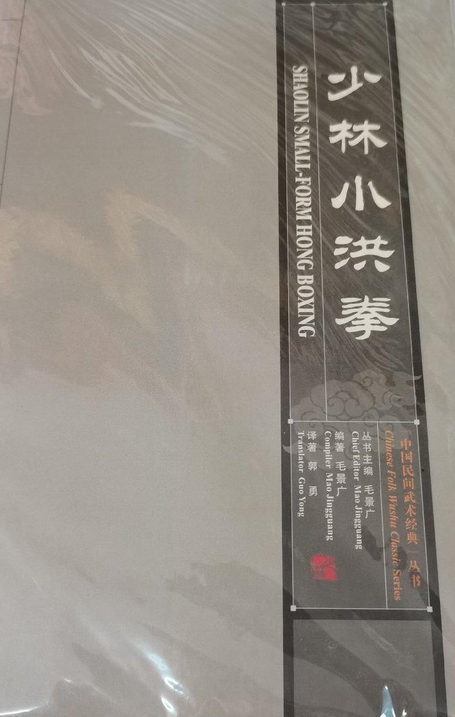 少林小洪拳
SHAOLIN SMALL-FORM HONG BOXING
中国民间武术经典丛书
Chinese Folk Wushu Classic Series
丛书主编 毛景广
Chief Editor Mao Jingguang
编著 毛景广
Compiler Mao Jingguang
译著 郭 勇
Translator Guo Yong